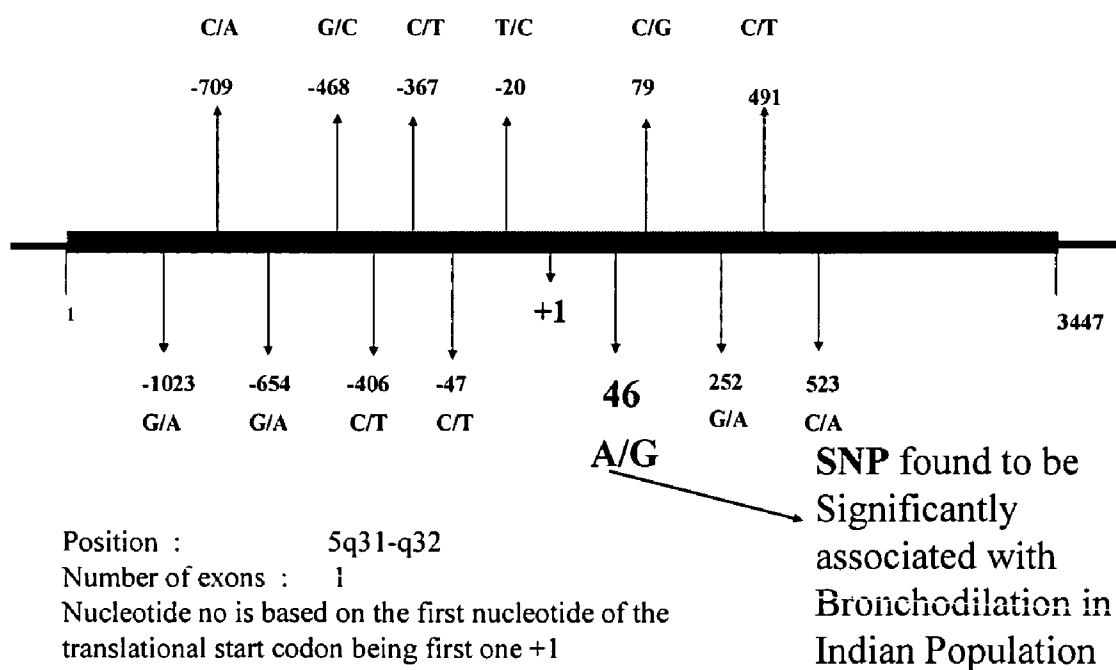 C/A G/C C/T T/C C/G C/T
-709 -468 -367 -20 79 491
1 +1 3447
-1023 -654 -406 -47 46 252 523
G/A G/A C/T C/T A/G G/A C/A
SNP found to be
Significantly
associated with
Bronchodilation in
Indian Population
Position : 5q31-q32
Number of exons : 1
Nucleotide no is based on the first nucleotide of the
translational start codon being first one +1